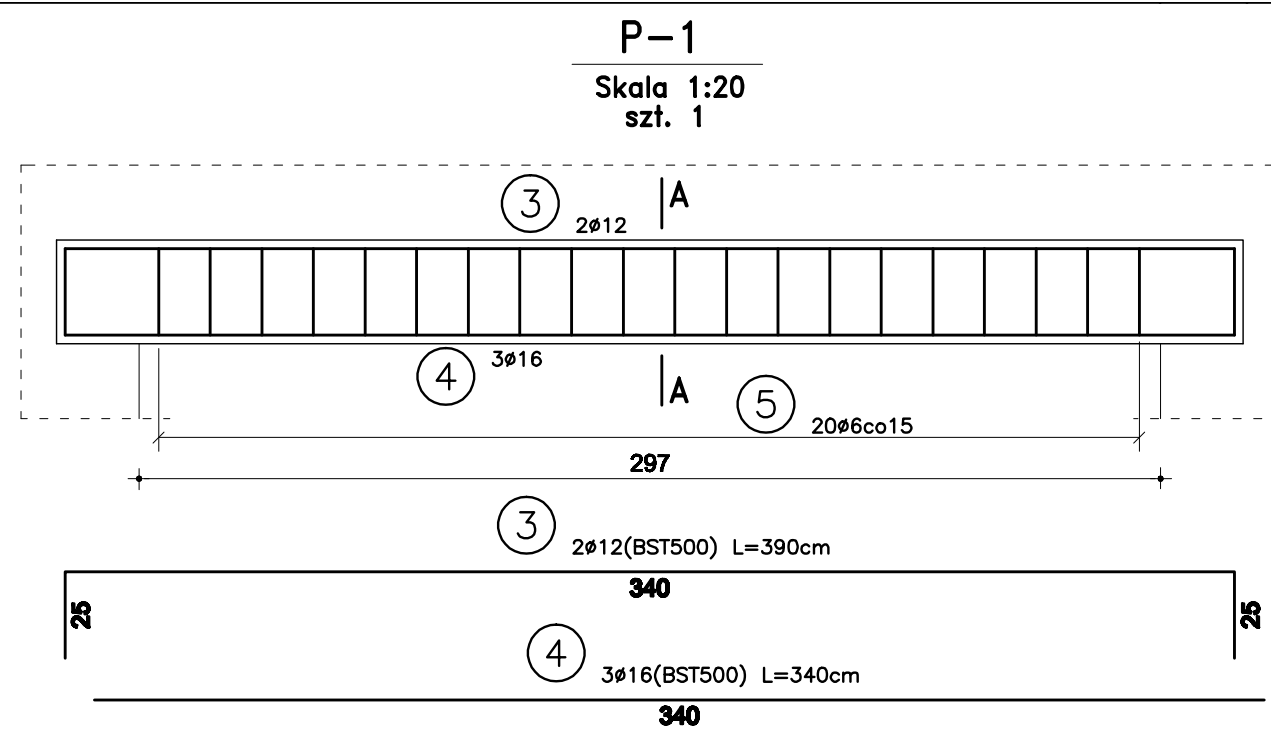 P-1
Skala 1:20
szt. 1
3 2ø12
A
4 3ø16
A
5 20ø6co15
297
3 2ø12(BST500) L=390cm
25 340 25
4 3ø16(BST500) L=340cm
340